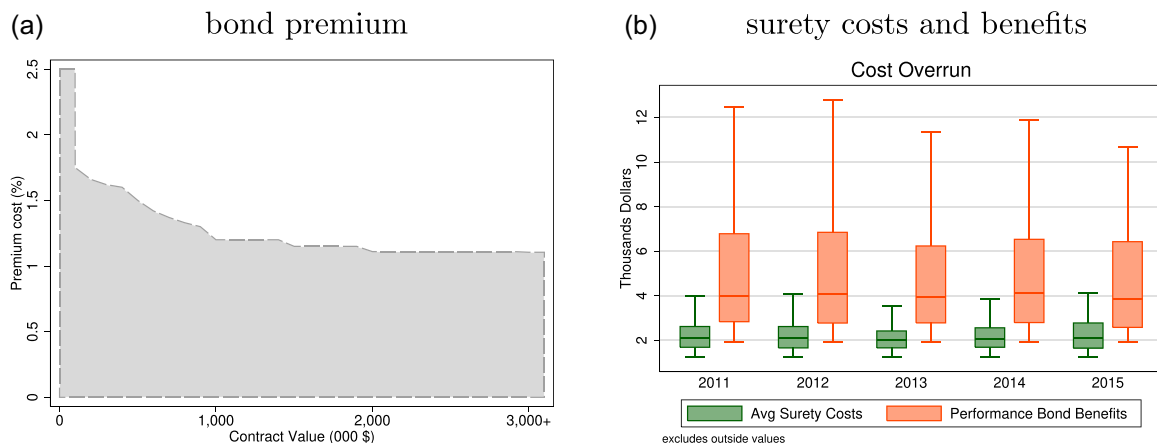 (a) bond premium
Premium cost (%)
2.5
2
1.5
1
0.5
0
0 1,000 2,000 3,000+
Contract Value (000 $)
(b) surety costs and benefits
Cost Overrun
Thousands Dollars
12
10
8
6
4
2
2011 2012 2013 2014 2015
Avg Surety Costs Performance Bond Benefits
excludes outside values